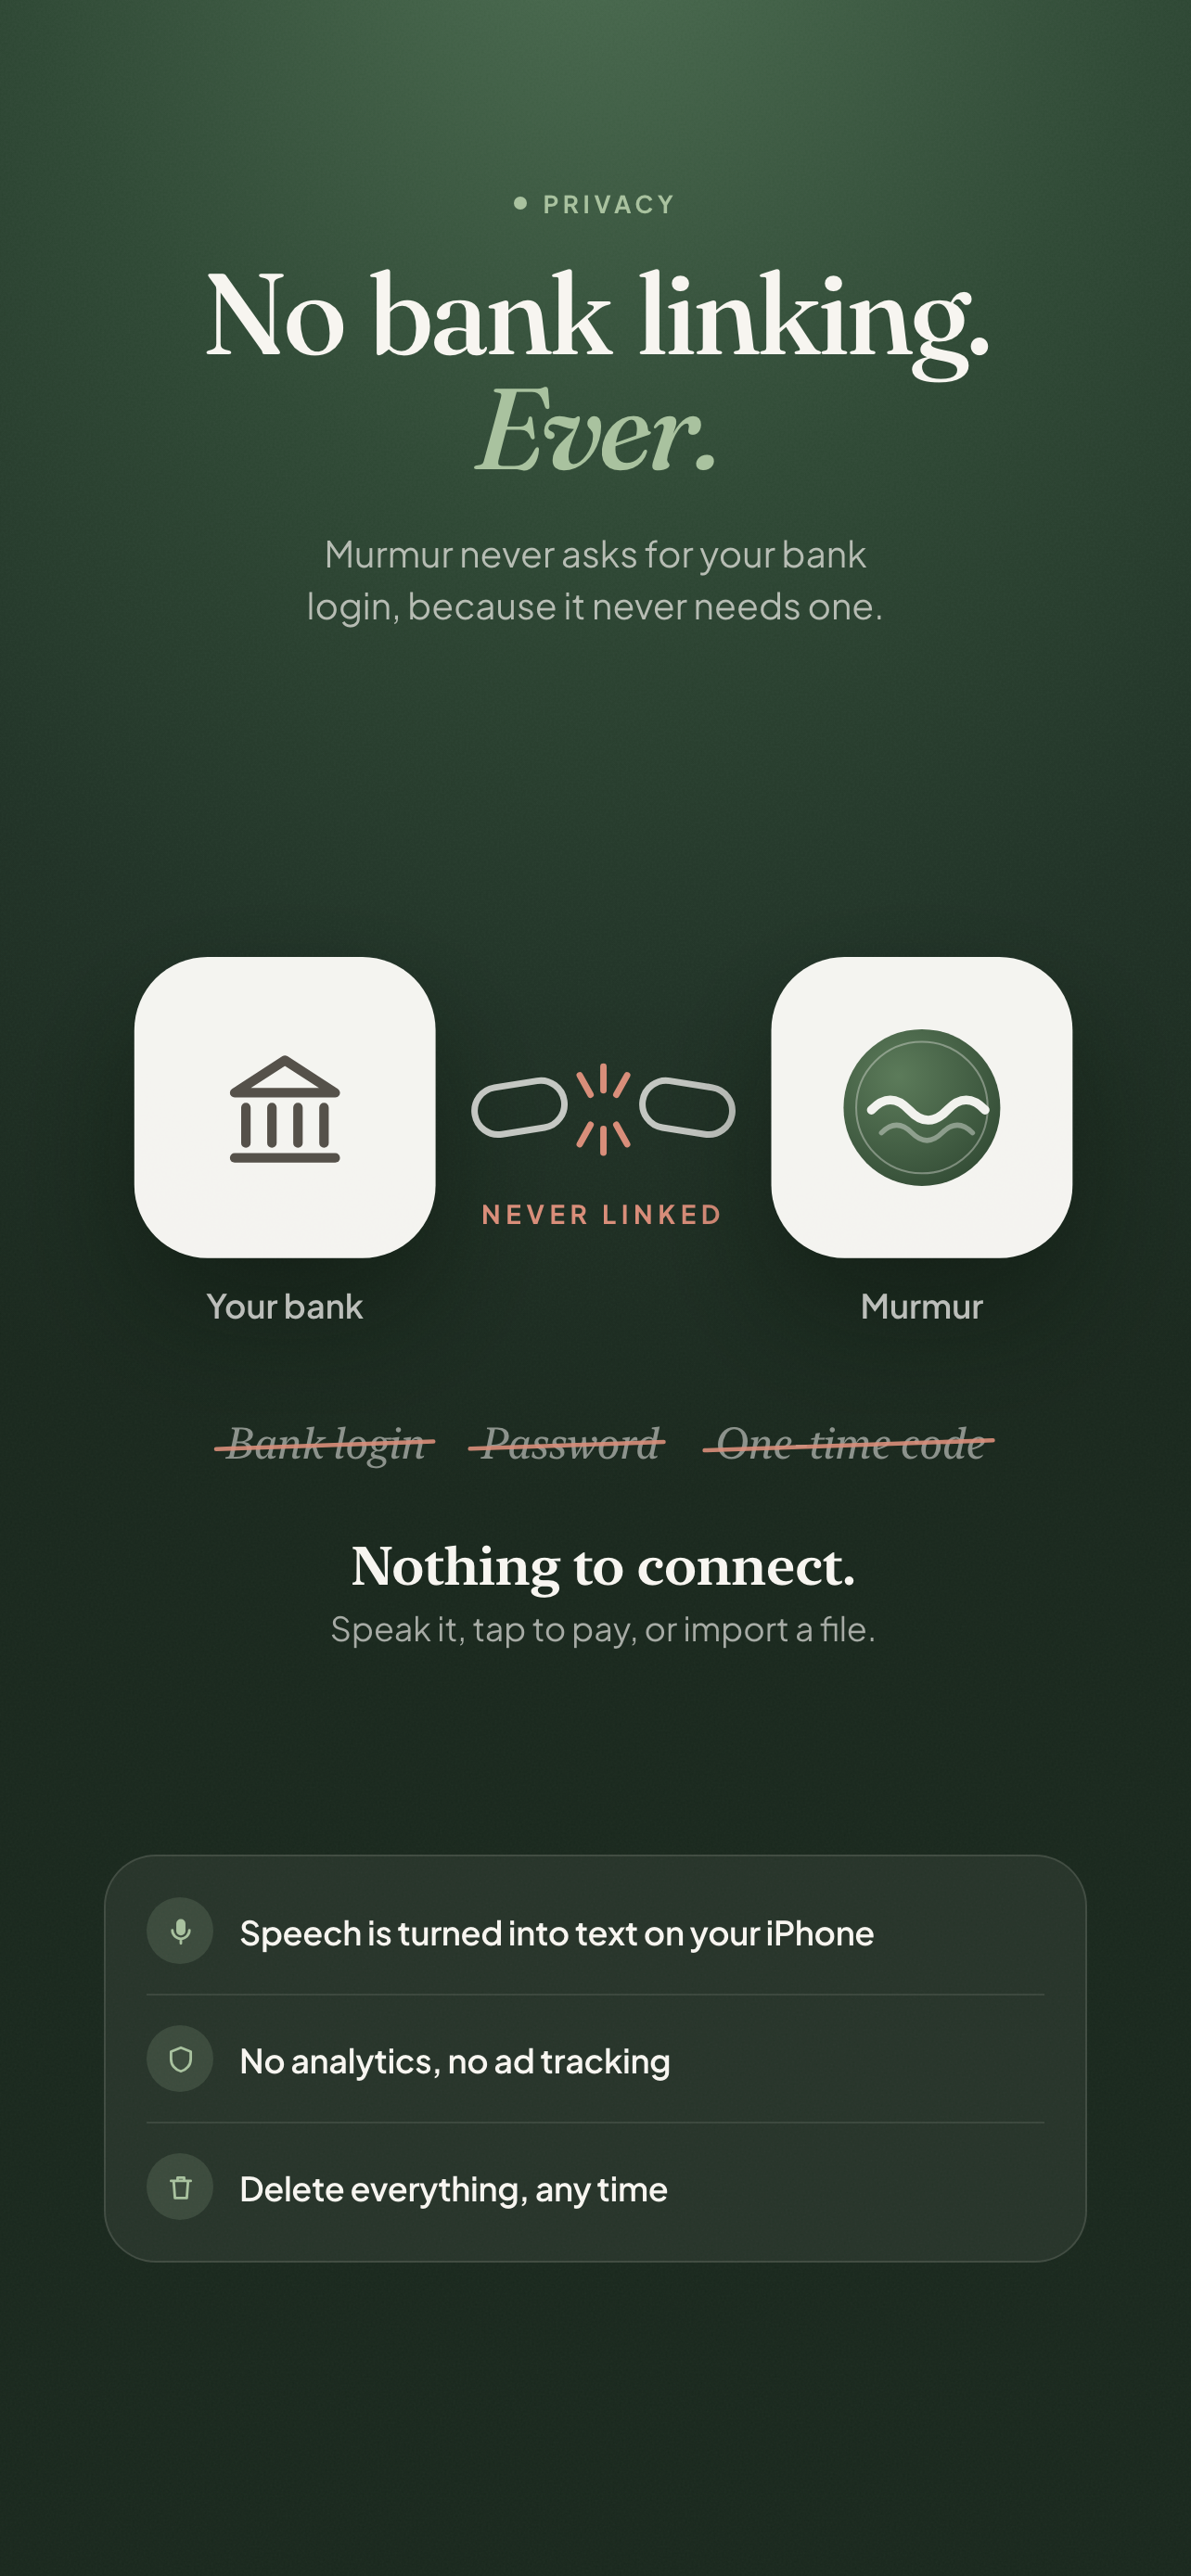 PRIVACY
No bank linking.
Ever.
Murmur never asks for your bank
login, because it never needs one.
NEVER LINKED
Your bank
Murmur
Bank login
Password
One-time code
Nothing to connect.
Speak it, tap to pay, or import a file.
Speech is turned into text on your iPhone
No analytics, no ad tracking
Delete everything, any time